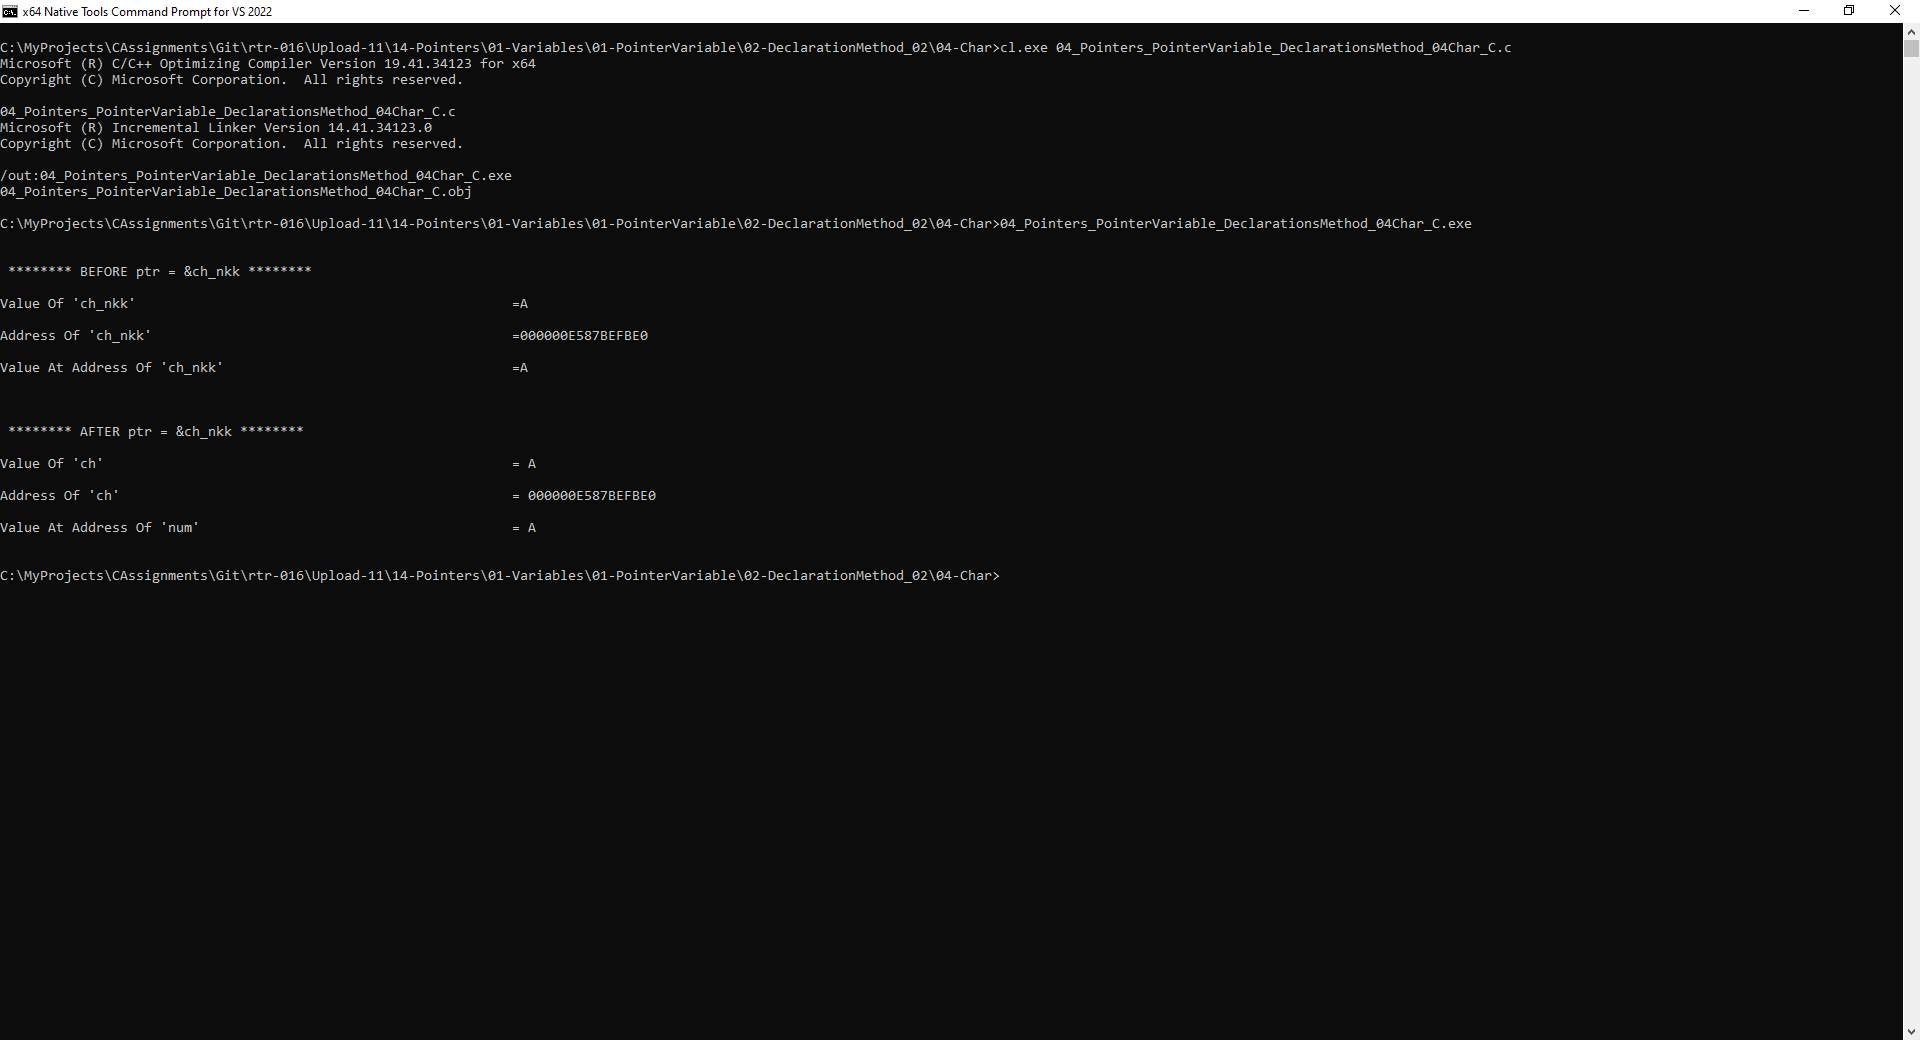 x64 Native Tools Command Prompt for VS 2022
C:\MyProjects\CAssignments\Git\rtr-016\Upload-11\14-Pointers\01-Variables\01-PointerVariable\02-DeclarationMethod_02\04-Char>cl.exe 04_Pointers_PointerVariable_DeclarationsMethod_04Char_C.c
Microsoft (R) C/C++ Optimizing Compiler Version 19.41.34123 for x64
Copyright (C) Microsoft Corporation.  All rights reserved.
04_Pointers_PointerVariable_DeclarationsMethod_04Char_C.c
Microsoft (R) Incremental Linker Version 14.41.34123.0
Copyright (C) Microsoft Corporation.  All rights reserved.
/out:04_Pointers_PointerVariable_DeclarationsMethod_04Char_C.exe
04_Pointers_PointerVariable_DeclarationsMethod_04Char_C.obj
C:\MyProjects\CAssignments\Git\rtr-016\Upload-11\14-Pointers\01-Variables\01-PointerVariable\02-DeclarationMethod_02\04-Char>04_Pointers_PointerVariable_DeclarationsMethod_04Char_C.exe
******** BEFORE ptr = &ch_nkk ********
Value Of 'ch_nkk' =A
Address Of 'ch_nkk' =000000E587BEFBE0
Value At Address Of 'ch_nkk' =A
******** AFTER ptr = &ch_nkk ********
Value Of 'ch' = A
Address Of 'ch' = 000000E587BEFBE0
Value At Address Of 'num' = A
C:\MyProjects\CAssignments\Git\rtr-016\Upload-11\14-Pointers\01-Variables\01-PointerVariable\02-DeclarationMethod_02\04-Char>